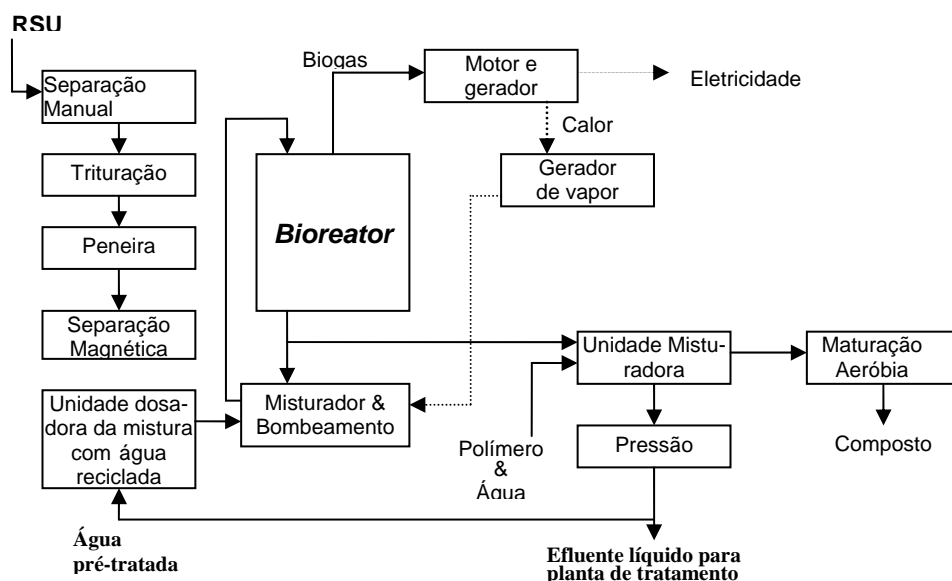 RSU
Separação
Manual
Trituração
Peneira
Separação
Magnética
Unidade dosa-
dora da mistura
com água
reciclada
Água
pré-tratada
Biogas
Bioreator
Misturador &
Bombeamento
Motor e
gerador
Eletricidade
Calor
Gerador
de vapor
Unidade Mistu-
radora
Polímero
&
Água
Pressão
Maturação
Aeróbia
Composto
Efluente líquido para
planta de tratamento